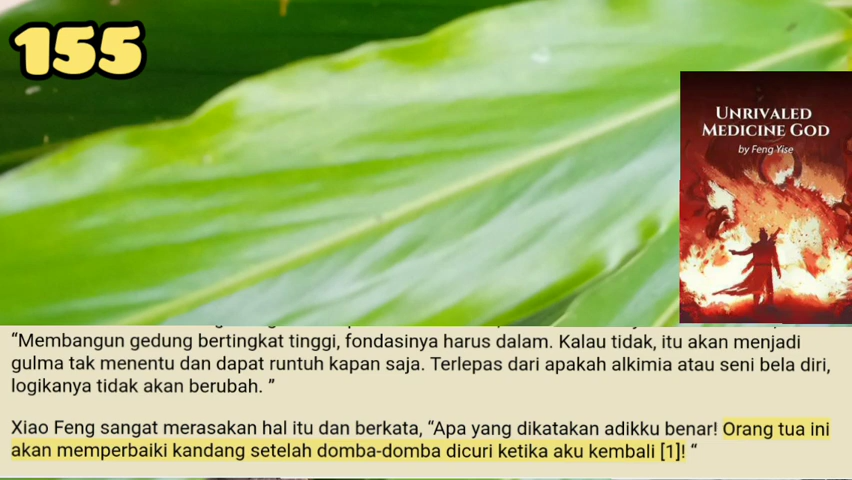 155
UNRIVALED
MEDICINE GOD
by Feng Yise
“Membangun gedung bertingkat tinggi, fondasinya harus dalam. Kalau tidak, itu akan menjadi
gulma tak menentu dan dapat runtuh kapan saja. Terlepas dari apakah alkimia atau seni bela diri,
logikanya tidak akan berubah. ”
Xiao Feng sangat merasakan hal itu dan berkata, “Apa yang dikatakan adikku benar! Orang tua ini
akan memperbaiki kandang setelah domba-domba dicuri ketika aku kembali [1]! “